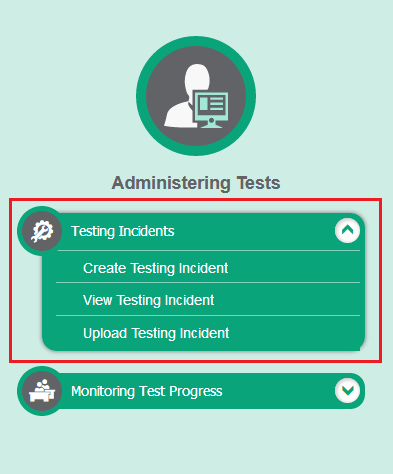 Administering Tests
Testing Incidents
Create Testing Incident
View Testing Incident
Upload Testing Incident
Monitoring Test Progress